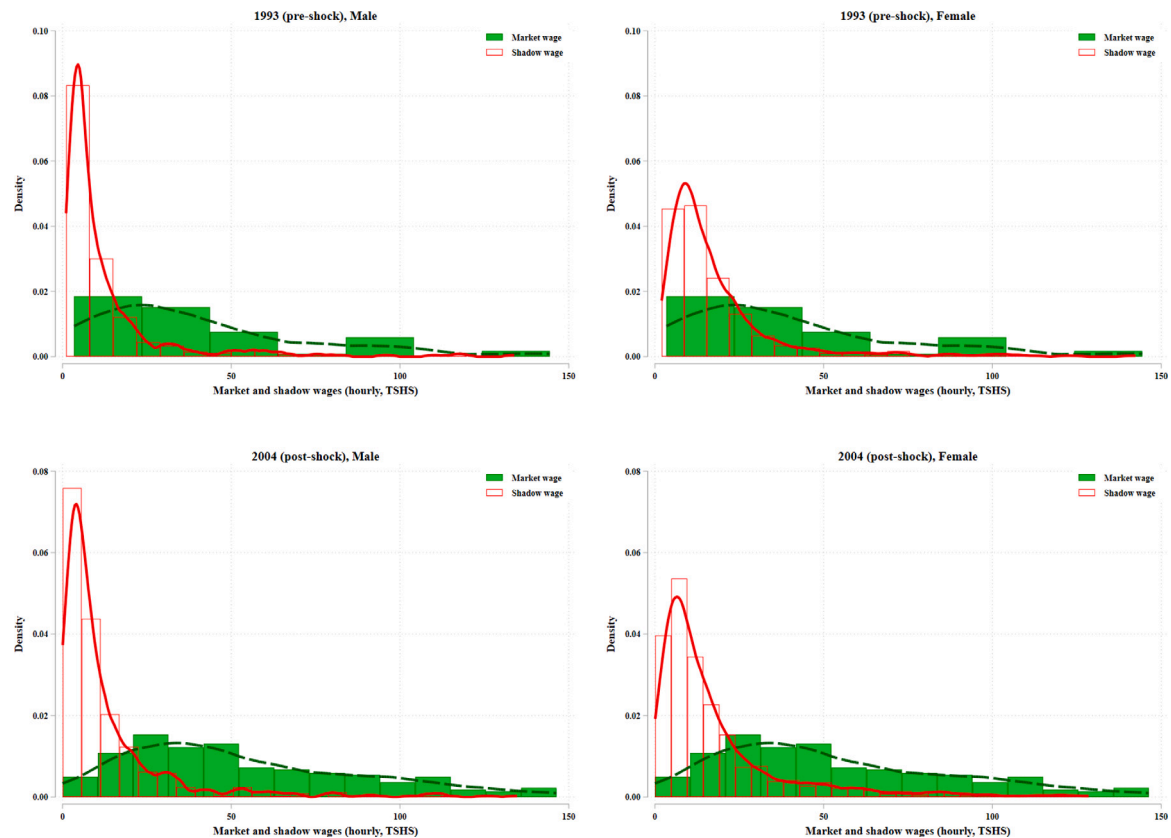 1993 (pre-shock), Male
Market wage
Shadow wage
0.10
0.08
0.06
0.04
0.02
0.00
Density
0
50
100
150
Market and shadow wages (hourly, TSHS)
1993 (pre-shock), Female
Market wage
Shadow wage
0.10
0.08
0.06
0.04
0.02
0.00
Density
0
50
100
150
Market and shadow wages (hourly, TSHS)
2004 (post-shock), Male
Market wage
Shadow wage
0.08
0.06
0.04
0.02
0.00
Density
0
50
100
150
Market and shadow wages (hourly, TSHS)
2004 (post-shock), Female
Market wage
Shadow wage
0.08
0.06
0.04
0.02
0.00
Density
0
50
100
150
Market and shadow wages (hourly, TSHS)